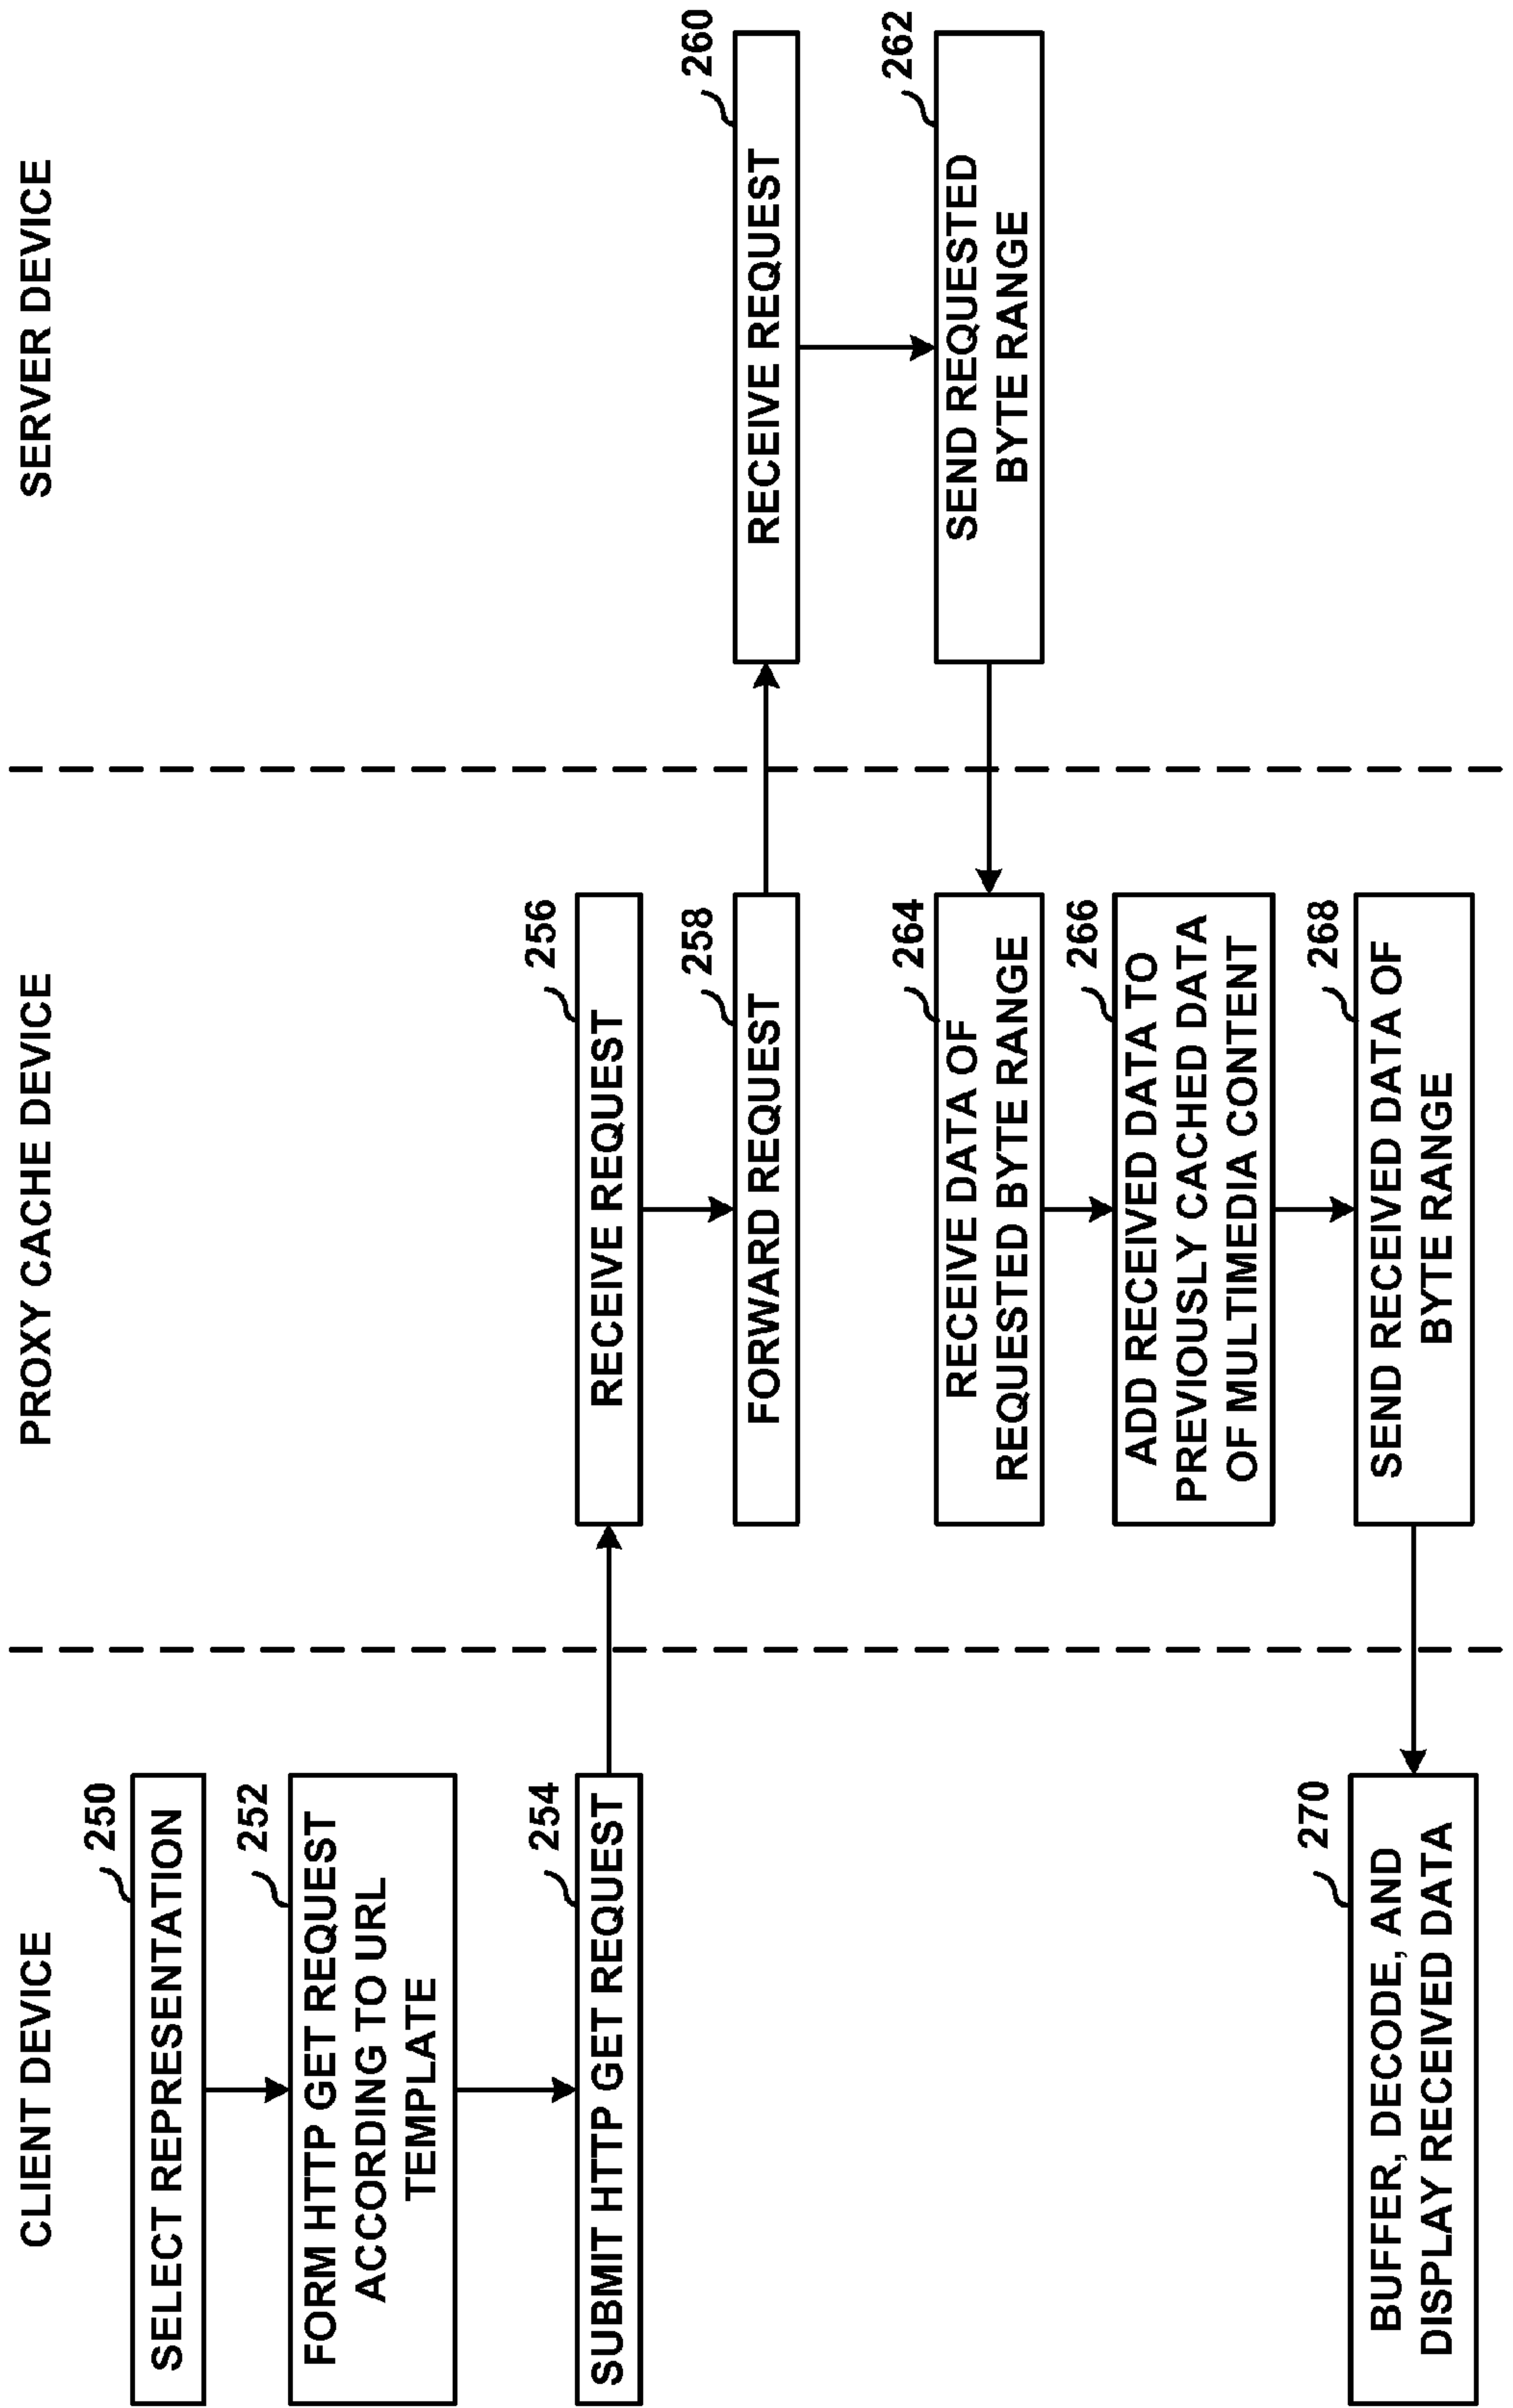 CLIENT DEVICE
PROXY CACHE DEVICE
SERVER DEVICE
250
SELECT REPRESENTATION
252
FORM HTTP GET REQUEST
ACCORDING TO URL
TEMPLATE
254
SUBMIT HTTP GET REQUEST
256
RECEIVE REQUEST
258
FORWARD REQUEST
260
RECEIVE REQUEST
262
SEND REQUESTED
BYTE RANGE
264
RECEIVE DATA OF
REQUESTED BYTE RANGE
266
ADD RECEIVED DATA TO
PREVIOUSLY CACHED DATA
OF MULTIMEDIA CONTENT
268
SEND RECEIVED DATA OF
BYTE RANGE
270
BUFFER, DECODE, AND
DISPLAY RECEIVED DATA